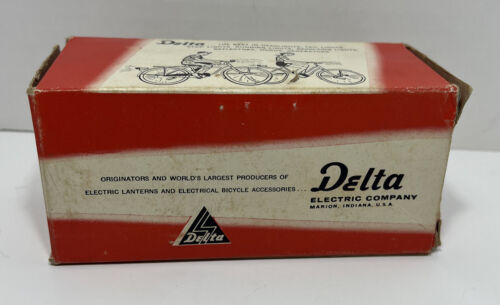 Delta
ORIGINATORS AND WORLD'S LARGEST PRODUCERS OF
ELECTRIC LANTERNS AND ELECTRICAL BICYCLE ACCESSORIES...
Delta
ELECTRIC COMPANY
MARION, INDIANA, U.S.A.
Delta